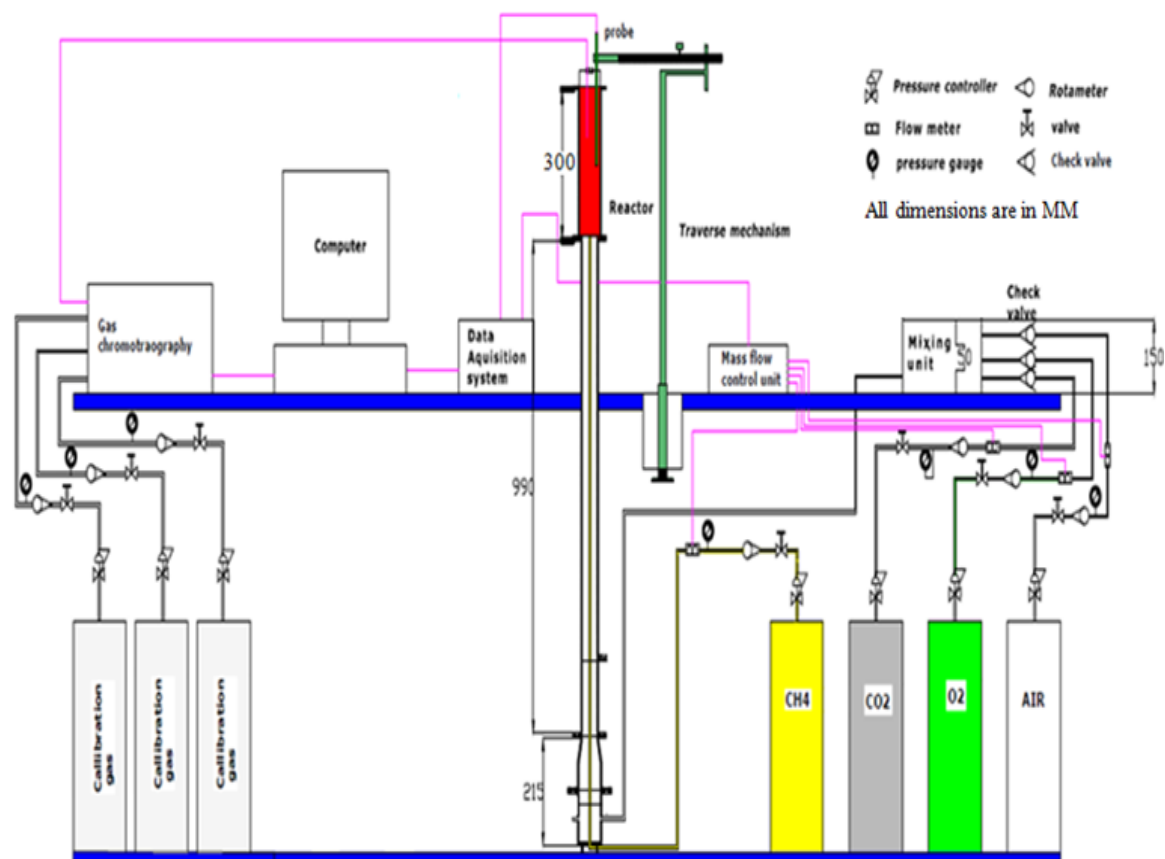 probe
Pressure controller
Rotameter
Flow meter
valve
pressure gauge
Check valve
All dimensions are in MM
300
Reactor
Traverse mechanism
Computer
Gas
chromotraography
Data
Aquisition
system
Mass flow
control unit
Check
valve
Mixing
unit
50
150
990
215
CH4
CO2
O2
AIR
Callibration
gas
Callibration
gas
Callibration
gas